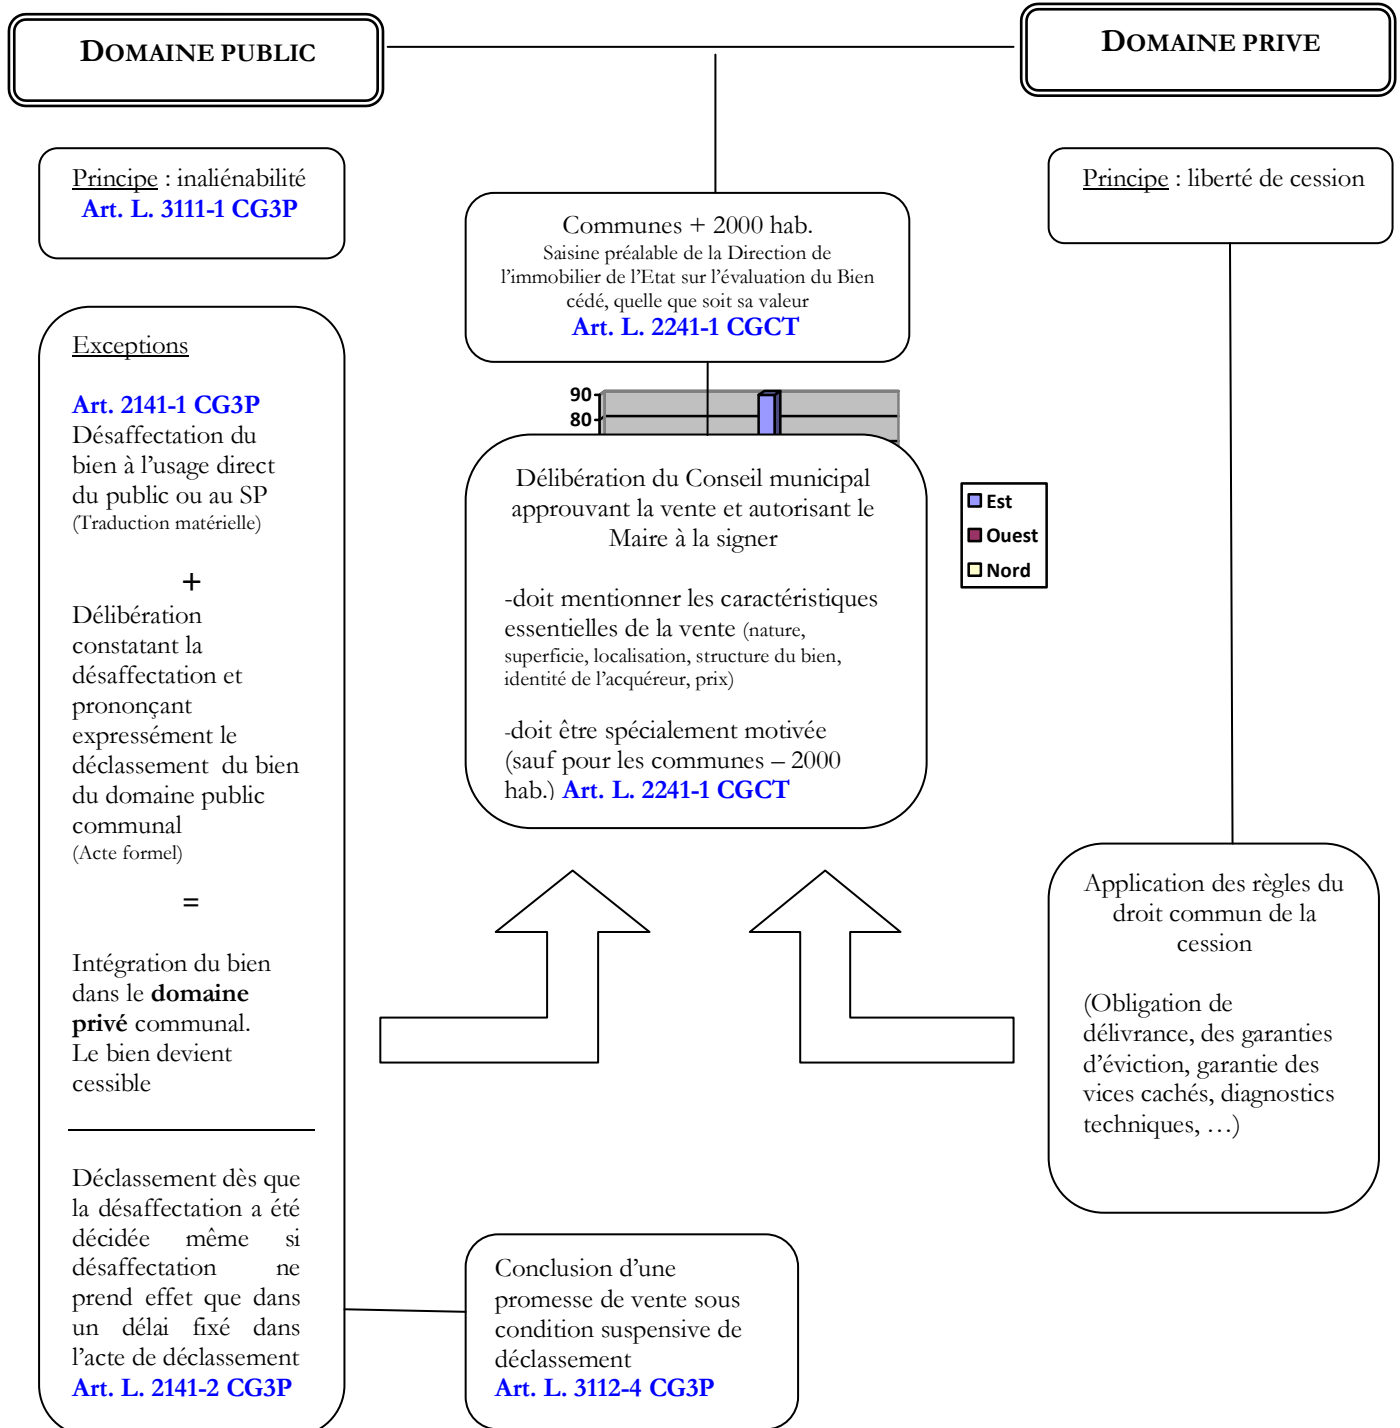 DOMAINE PUBLIC
DOMAINE PRIVE
Principe : inaliénabilité
Art. L. 3111-1 CG3P
Principe : liberté de cession
Communes + 2000 hab.
Saisine préalable de la Direction de
l'immobilier de l'Etat sur l'évaluation du Bien
cédé, quelle que soit sa valeur
Art. L. 2241-1 CGCT
Exceptions
Art. 2141-1 CG3P
Désaffectation du
bien à l'usage direct
du public ou au SP
(Traduction matérielle)
+
Délibération
constatant la
désaffectation et
prononçant
expressément le
déclassement du bien
du domaine public
communal
(Acte formel)
=
Intégration du bien
dans le domaine
privé communal.
Le bien devient
cessible
Déclassement dès que
la désaffectation a été
décidée même si
désaffectation ne
prend effet que dans
un délai fixé dans
l'acte de déclassement
Art. L. 2141-2 CG3P
90
80
Délibération du Conseil municipal
approuvant la vente et autorisant le
Maire à la signer
-doit mentionner les caractéristiques
essentielles de la vente (nature,
superficie, localisation, structure du bien,
identité de l'acquéreur, prix)
-doit être spécialement motivée
(sauf pour les communes – 2000
hab.) Art. L. 2241-1 CGCT
Est
Ouest
Nord
Application des règles du
droit commun de la
cession
(Obligation de
délivrance, des garanties
d'éviction, garantie des
vices cachés, diagnostics
techniques, …)
Conclusion d'une
promesse de vente sous
condition suspensive de
déclassement
Art. L. 3112-4 CG3P